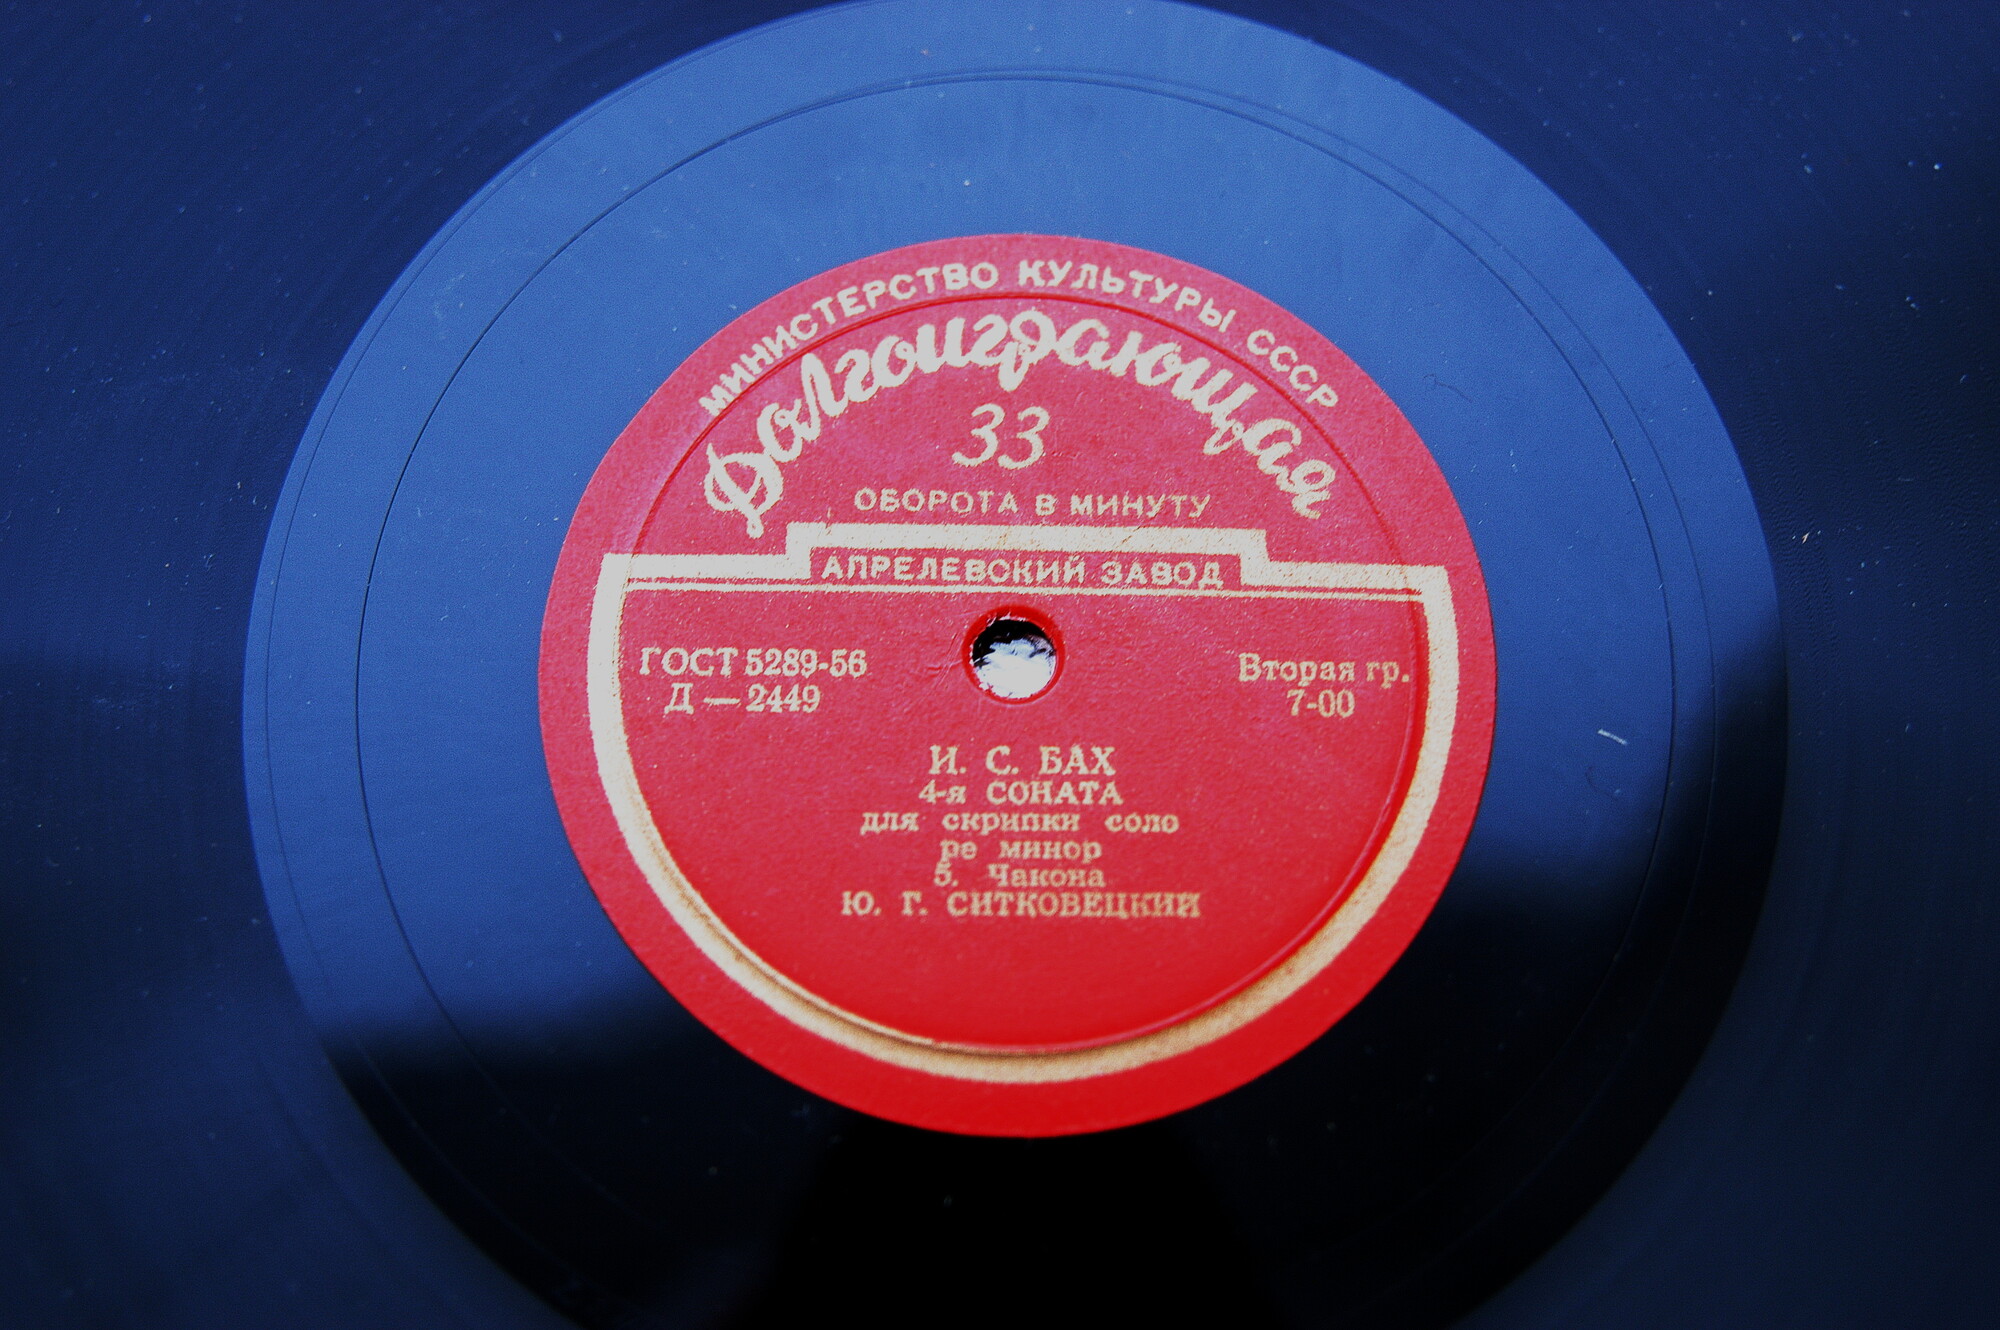 МИНИСТЕРСТВО КУЛЬТУРЫ СССР
Долгоиграющая
33
ОБОРОТА В МИНУТУ
АПРЕЛЕВСКИЙ ЗАВОД
ГОСТ 5289-56
Д — 2449
Вторая гр.
7-00
И. С. БАХ
4-я СОНАТА
для скрипки соло
ре минор
5. Чакона
Ю. Г. СИТКОВЕЦКИЙ